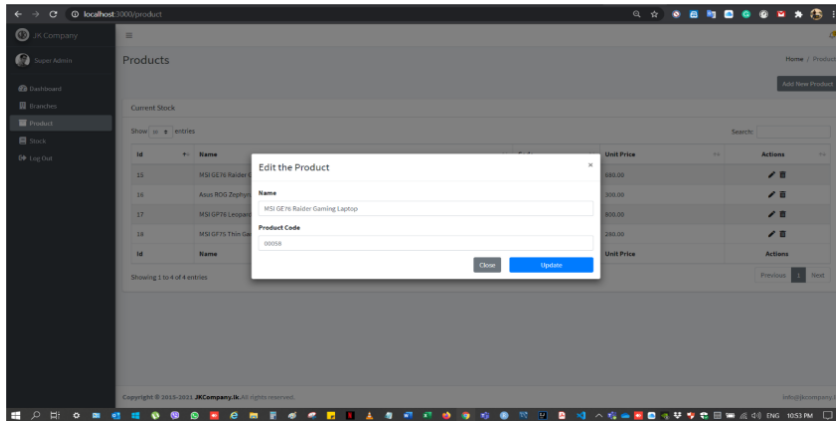 localhost:3000/product
JK Company
Super Admin
Dashboard
Branches
Product
Stock
Log Out
Products
Home / Product
Add New Product
Current Stock
Show entries
Search:
Id Name Unit Price Actions
15 MSI GE76 Raider 680.00
16 Asus ROG Zephyr 300.00
17 MSI GP76 Leopard 800.00
18 MSI GF75 Thin 280.00
Id Name Unit Price Actions
Showing 1 to 4 of 4 entries
Previous 1 Next
Edit the Product
×
Name
MSI GE76 Raider Gaming Laptop
Product Code
00058
Close Update
Copyright © 2015-2021 JKCompany.lk. All rights reserved.
ENG 10:53 PM